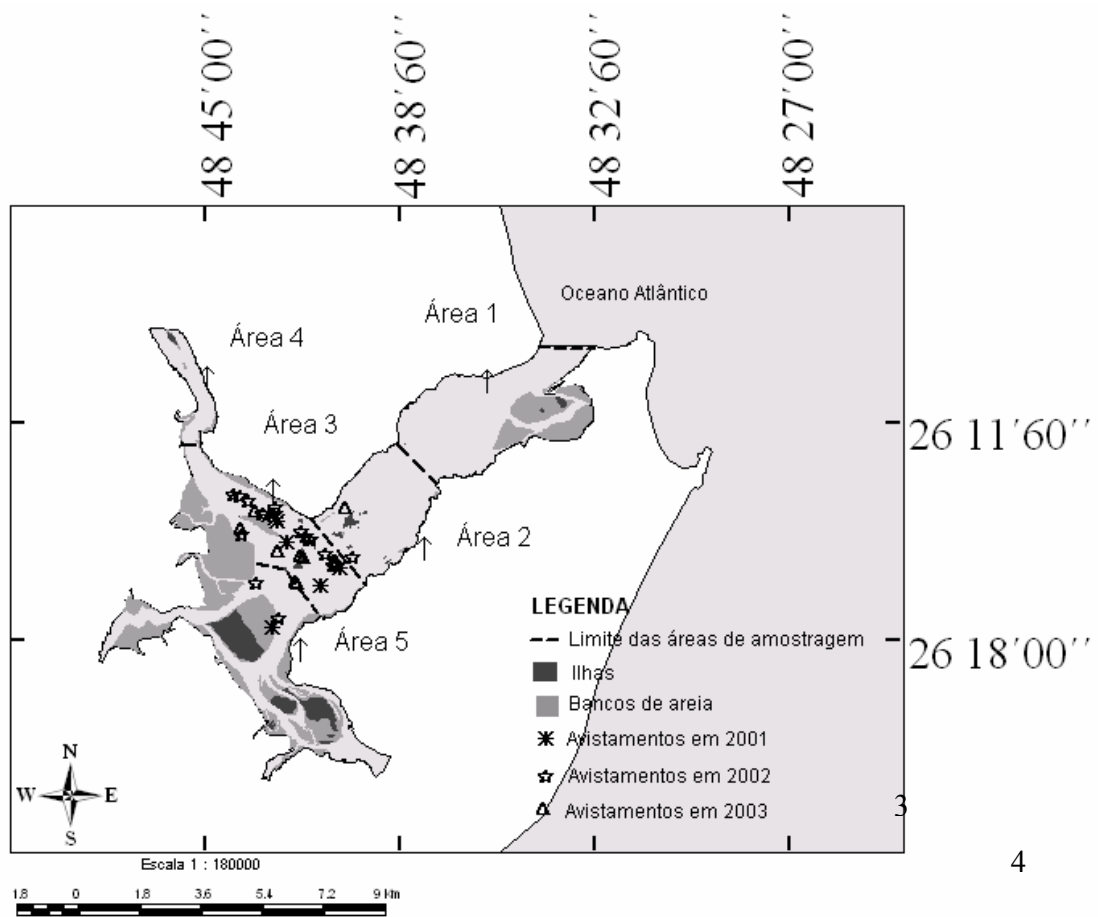 48 45′00′′
48 38′60′′
48 32′60′′
48 27′00′′
Oceano Atlântico
Área 1
Área 4
Área 3
26 11′60′′
Área 2
LEGENDA
Limite das áreas de amostragem
Área 5
26 18′00′′
Ilhas
Bancos de areia
Avistamentos em 2001
Avistamentos em 2002
Avistamentos em 2003
N
W E
S
3
Escala 1 : 180000
4
1.8 0 1.8 3.6 5.4 7.2 9 km